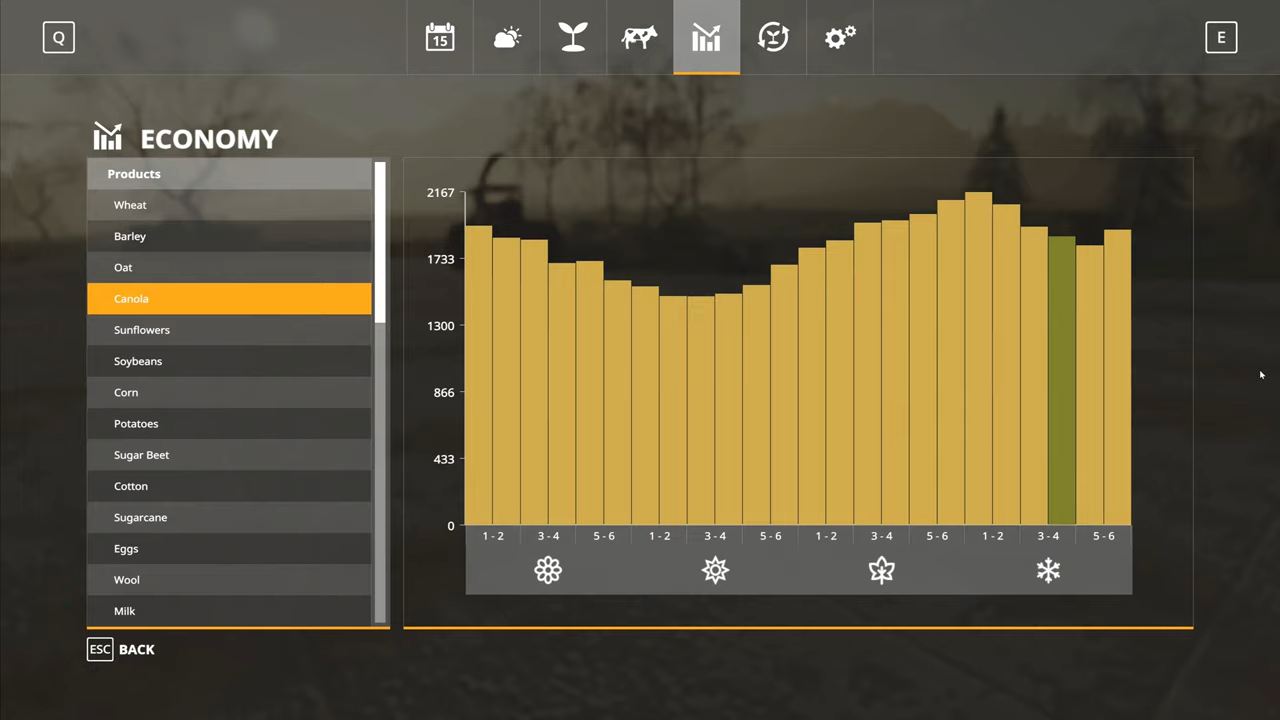 Q
15
E
ECONOMY
Products
Wheat
Barley
Oat
Canola
Sunflowers
Soybeans
Corn
Potatoes
Sugar Beet
Cotton
Sugarcane
Eggs
Wool
Milk
2167
1733
1300
866
433
0
1 - 2 3 - 4 5 - 6 1 - 2 3 - 4 5 - 6 1 - 2 3 - 4 5 - 6 1 - 2 3 - 4 5 - 6
ESC BACK